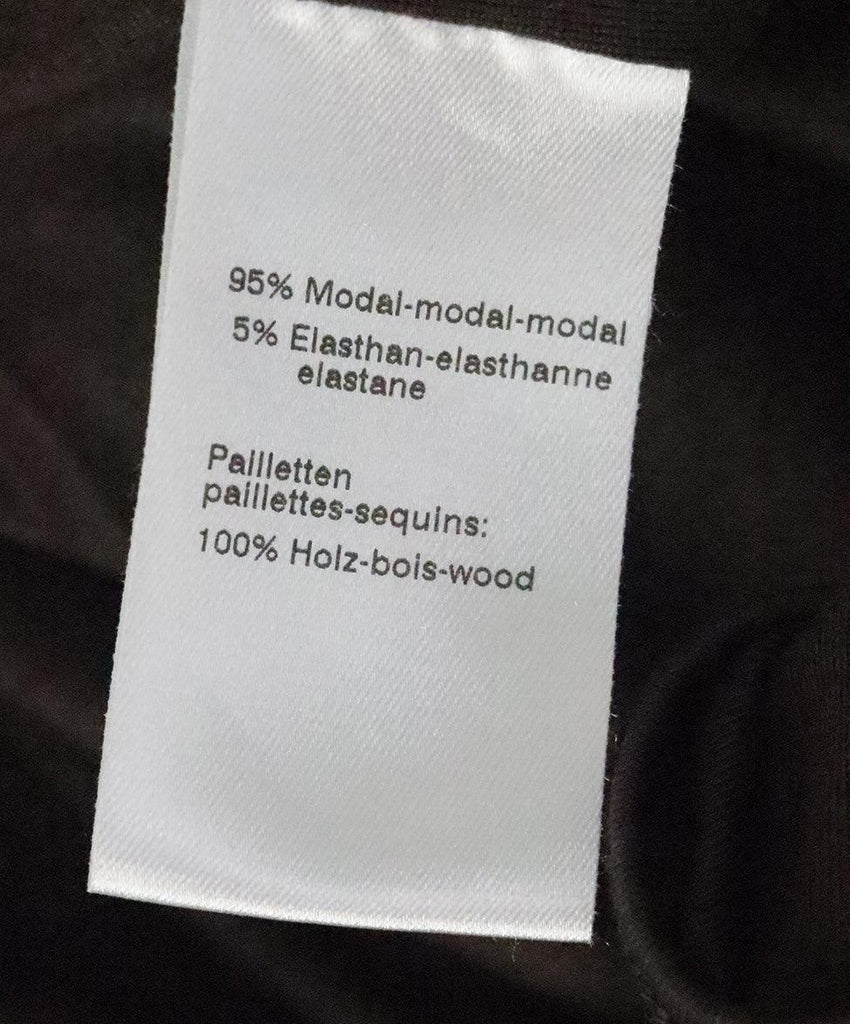 95% Modal-modal-modal
5% Elasthan-elasthanne
elastane
Pailletten
paillettes-sequins:
100% Holz-bois-wood